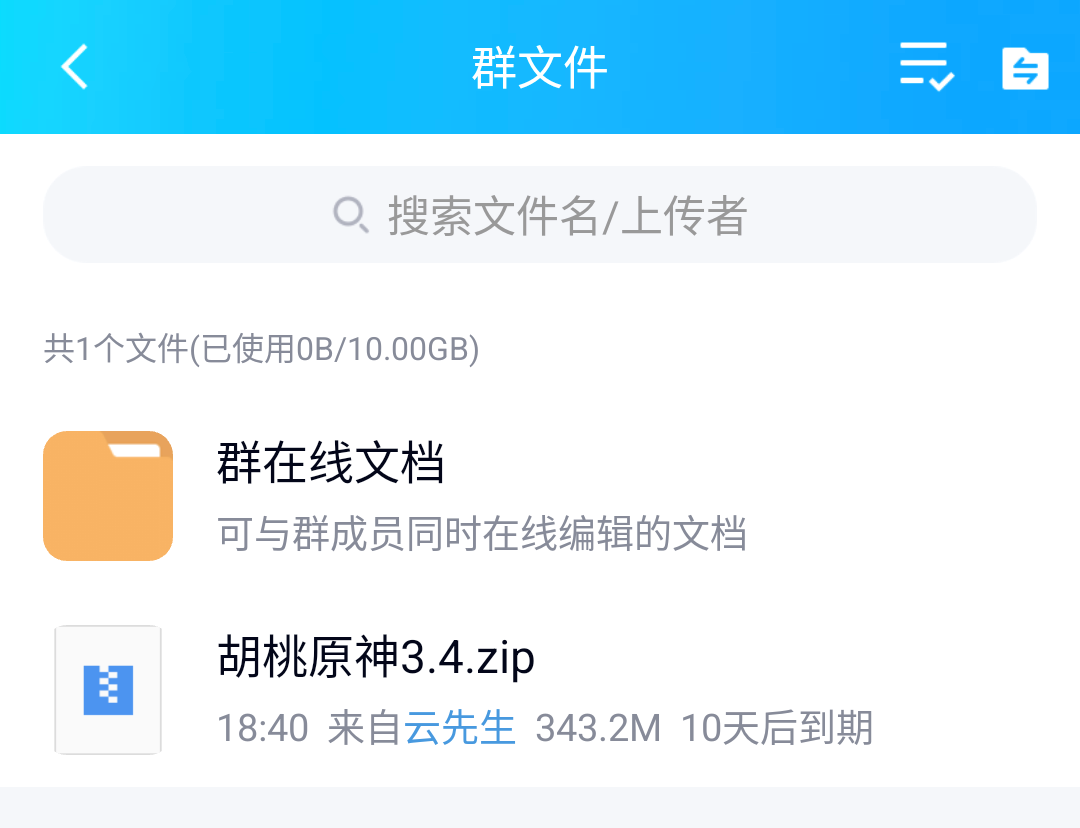 群文件
搜索文件名/上传者
共1个文件(已使用0B/10.00GB)
群在线文档
可与群成员同时在线编辑的文档
胡桃原神3.4.zip
18:40 来自云先生 343.2M 10天后到期